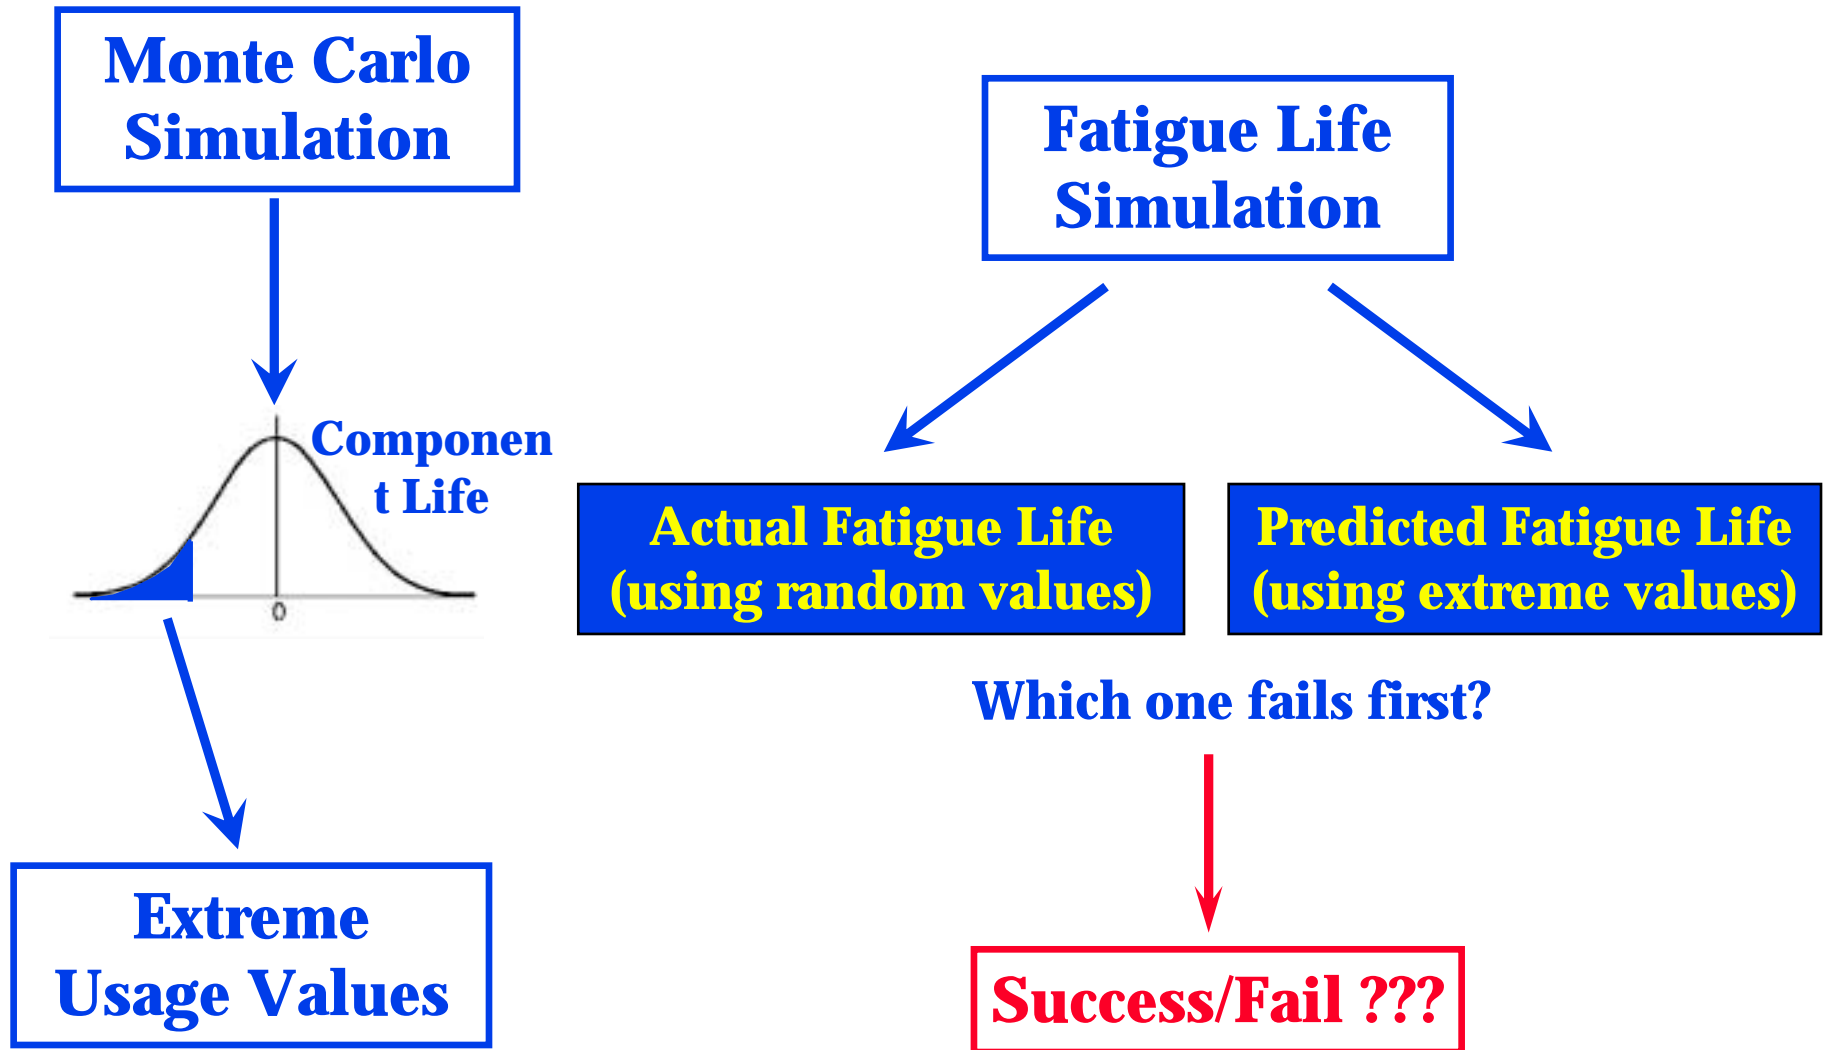 Monte Carlo
Simulation
Componen
t Life
0
Extreme
Usage Values
Fatigue Life
Simulation
Actual Fatigue Life
(using random values)
Predicted Fatigue Life
(using extreme values)
Which one fails first?
Success/Fail ???